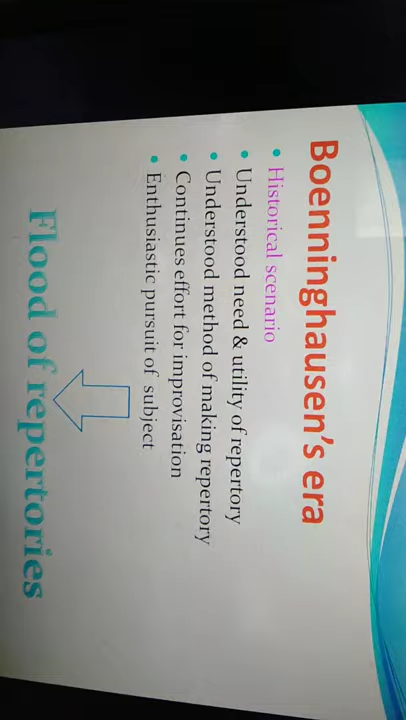 Boenninghausen's era
• Historical scenario
• Understood need & utility of repertory
• Understood method of making repertory
• Continues effort for improvisation
• Enthusiastic pursuit of subject
Flood of repertories